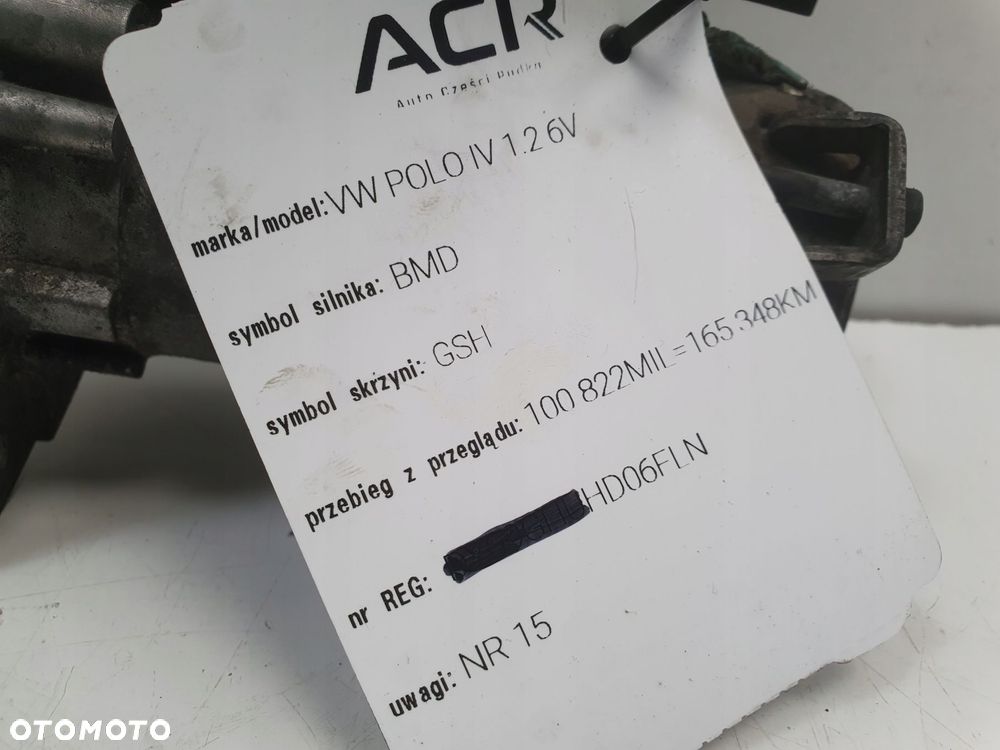 ACR
Auto Części Rudka
marka/model: VW POLO IV 1.2 6V
symbol silnika: BMD
symbol skrzyni: GSH
przebieg z przeglądu: 100 822MIL=165 348KM
nr REG: HD06FLN
uwagi: NR 15
OTOMOTO